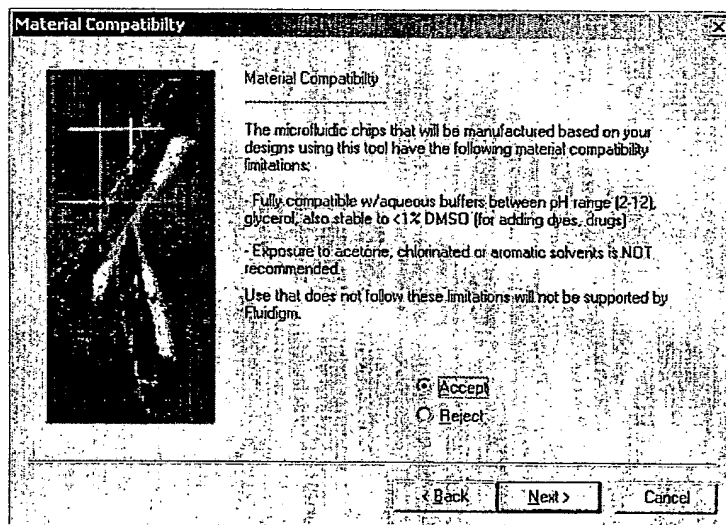 Material Compatibilty
Material Compatibilty
The microfluidic chips that will be manufactured based on your
designs using this tool have the following material compatibility
limitations:
- Fully compatible w/aqueous buffers between pH range (2-12),
glycerol, also stable to <1% DMSO (for adding dyes, drugs)
- Exposure to acetone, chlorinated or aromatic solvents is NOT
recommended.
Use that does not follow these limitations will not be supported by
Fluidigm.
Accept
Reject
< Back Next > Cancel